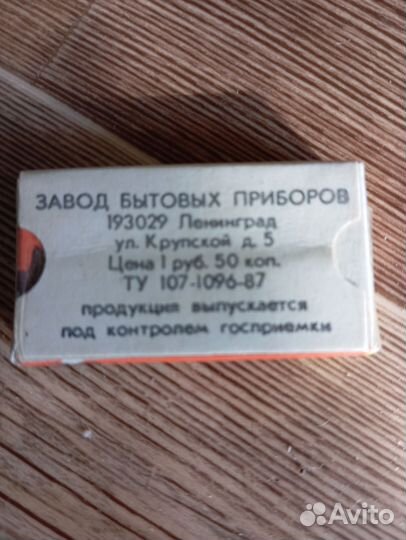 ЗАВОД БЫТОВЫХ ПРИБОРОВ
193029 Ленинград
ул. Крупской д. 5
Цена 1 руб. 50 коп.
ТУ 107-1096-87
продукция выпускается
под контролем госприемки
Avito